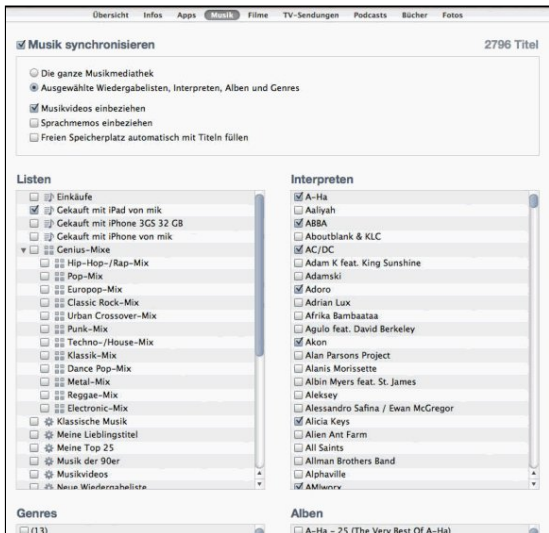 Übersicht Infos Apps Musik Filme TV-Sendungen Podcasts Bücher Fotos
Musik synchronisieren
2796 Titel
Die ganze Musikmediathek
Ausgewählte Wiedergabelisten, Interpreten, Alben und Genres
Musikvideos einbeziehen
Sprachmemos einbeziehen
Freien Speicherplatz automatisch mit Titeln füllen
Listen
Einkäufe
Gekauft mit iPad von mik
Gekauft mit iPhone 3GS 32 GB
Gekauft mit iPhone von mik
Genius-Mixe
Hip-Hop-/Rap-Mix
Pop-Mix
Europop-Mix
Classic Rock-Mix
Urban Crossover-Mix
Punk-Mix
Techno-/House-Mix
Klassik-Mix
Dance Pop-Mix
Metal-Mix
Reggae-Mix
Electronic-Mix
Klassische Musik
Meine Lieblingstitel
Meine Top 25
Musik der 90er
Musikvideos
Neue Wiedergabeliste
Interpreten
A-Ha
Aaliyah
ABBA
Aboutblank & KLC
AC/DC
Adam K feat. King Sunshine
Adamski
Adoro
Adrian Lux
Afrika Bambaataa
Agulo feat. David Berkeley
Akon
Alan Parsons Project
Alanis Morissette
Albin Myers feat. St. James
Aleksey
Alessandro Safina / Ewan McGregor
Alicia Keys
Alien Ant Farm
All Saints
Allman Brothers Band
Alphaville
AMIworx
Genres
(13)
Alben
A-Ha - 25 (The Very Best Of A-Ha)